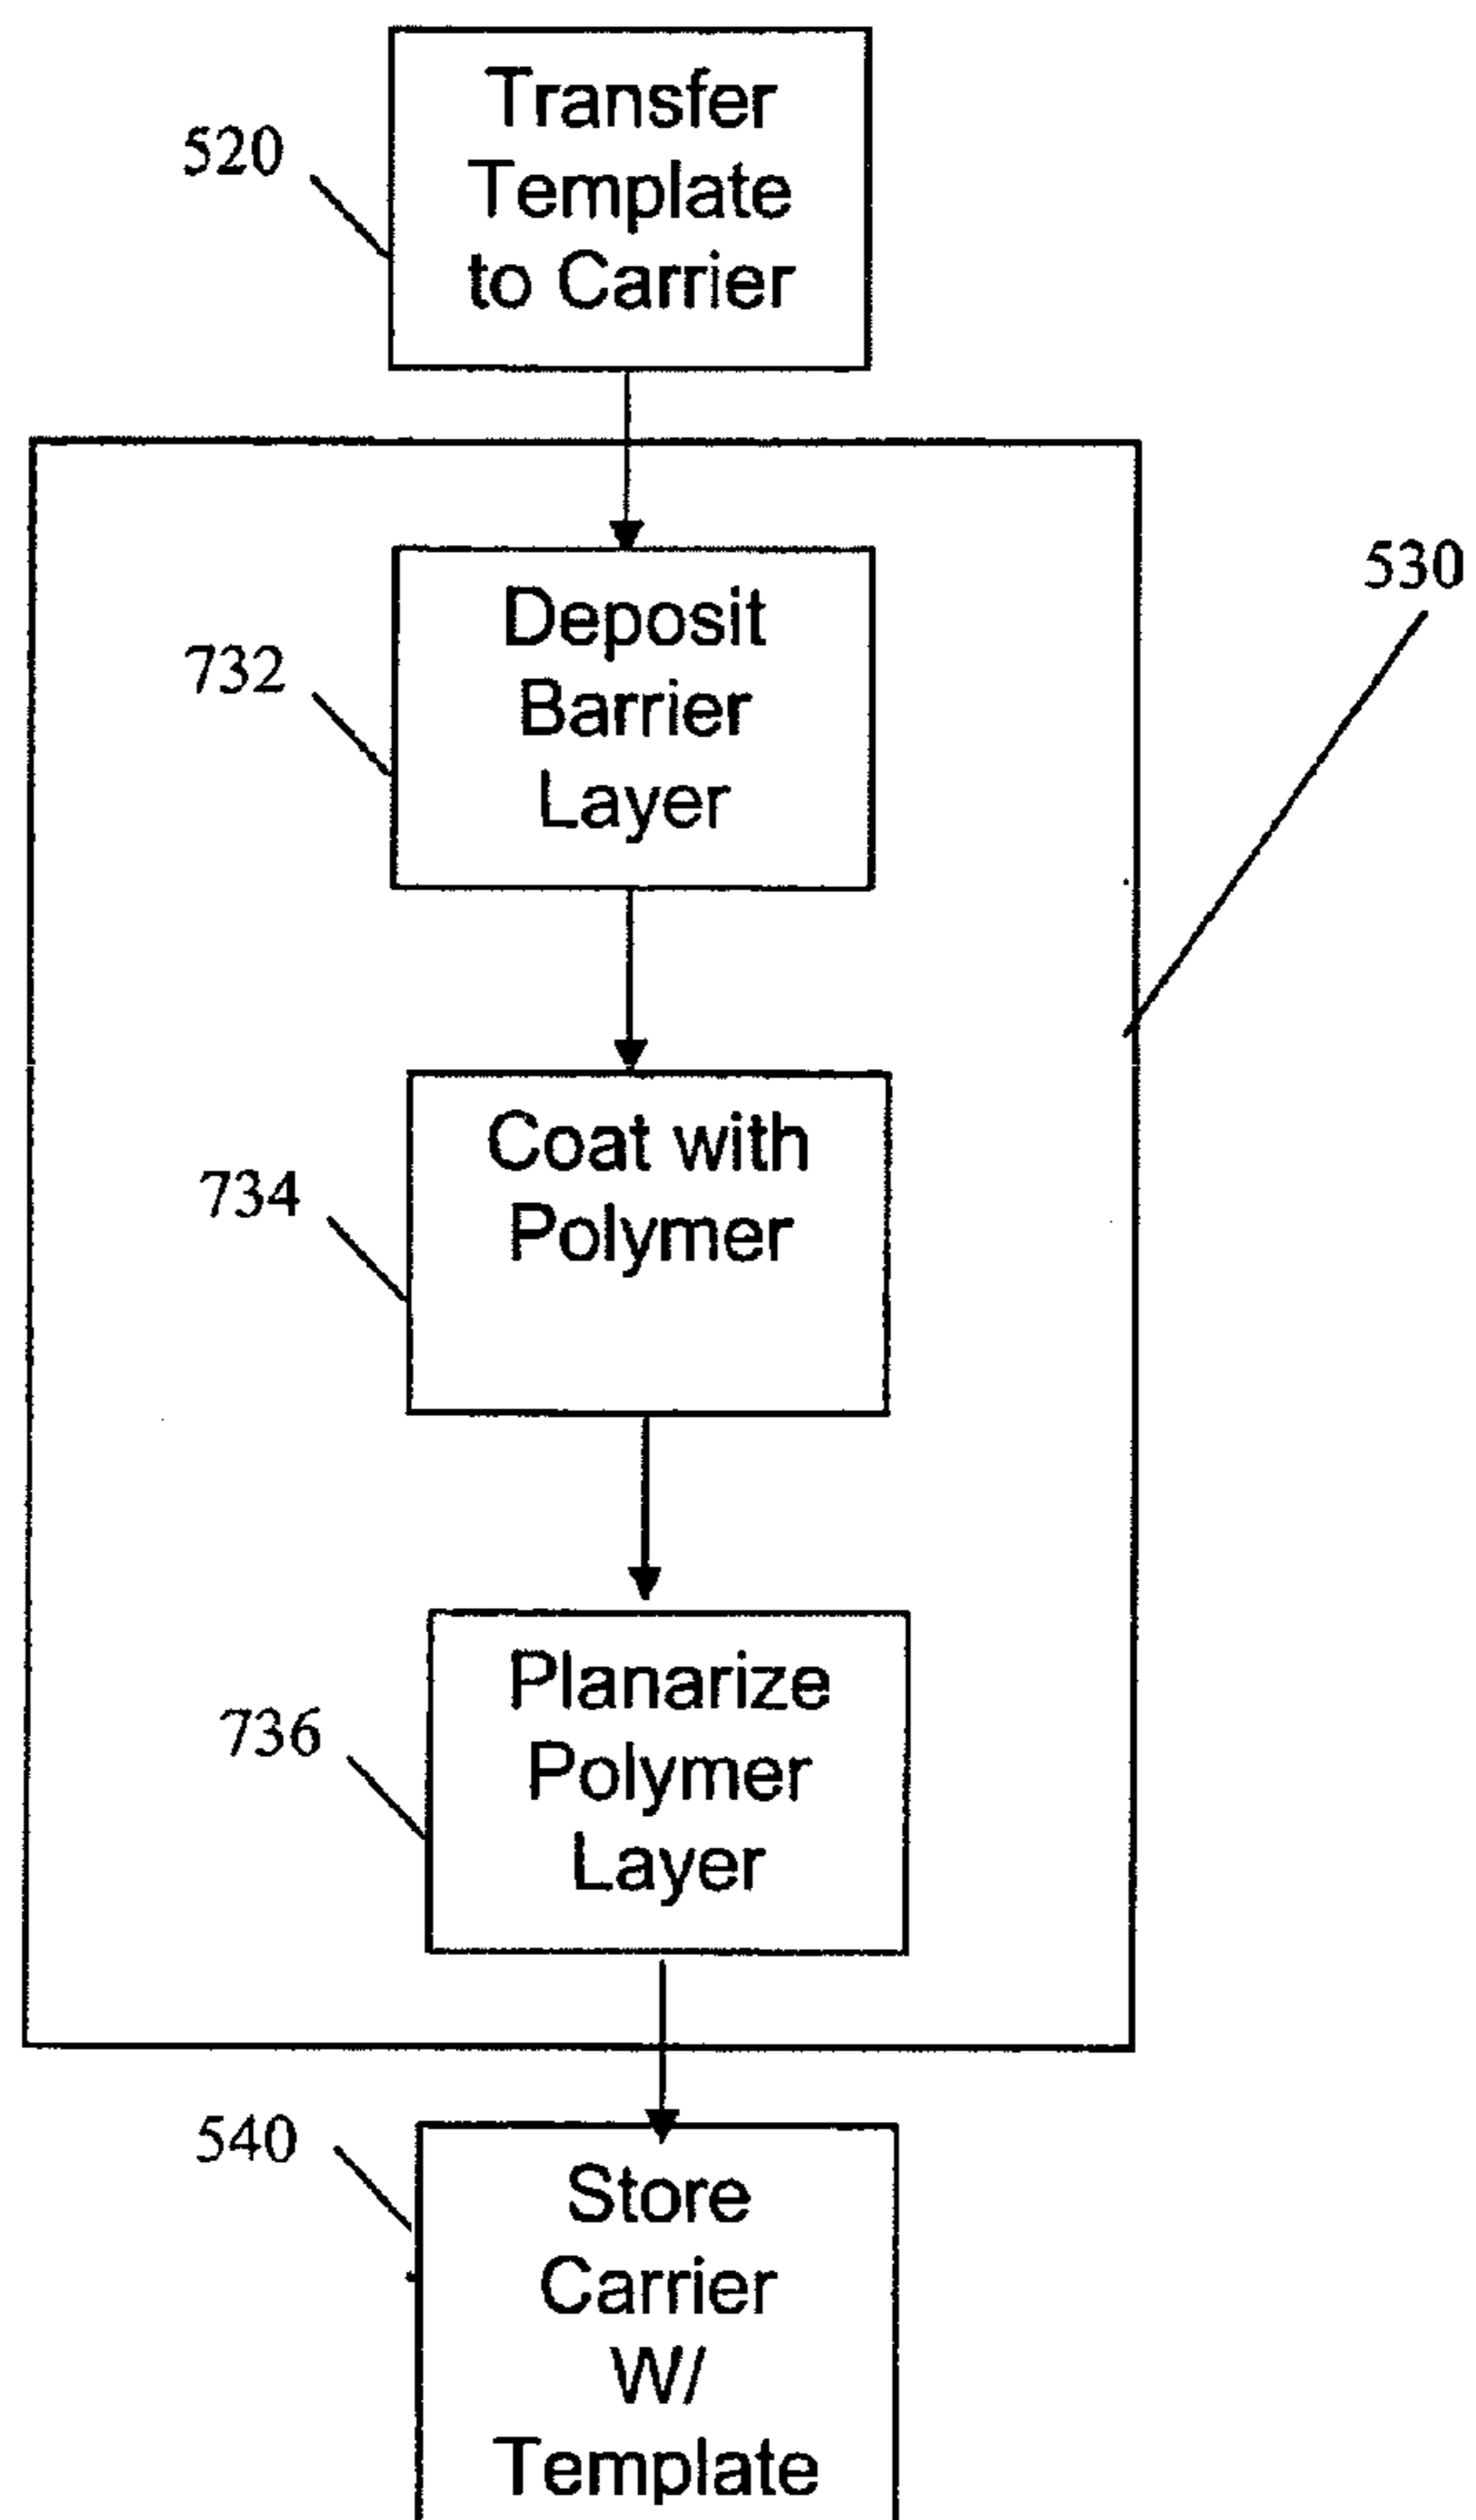 Transfer
Template
to Carrier
520
Deposit
Barrier
Layer
530
732
Coat with
Polymer
734
Planarize
Polymer
Layer
736
540
Store
Carrier
W/
Template